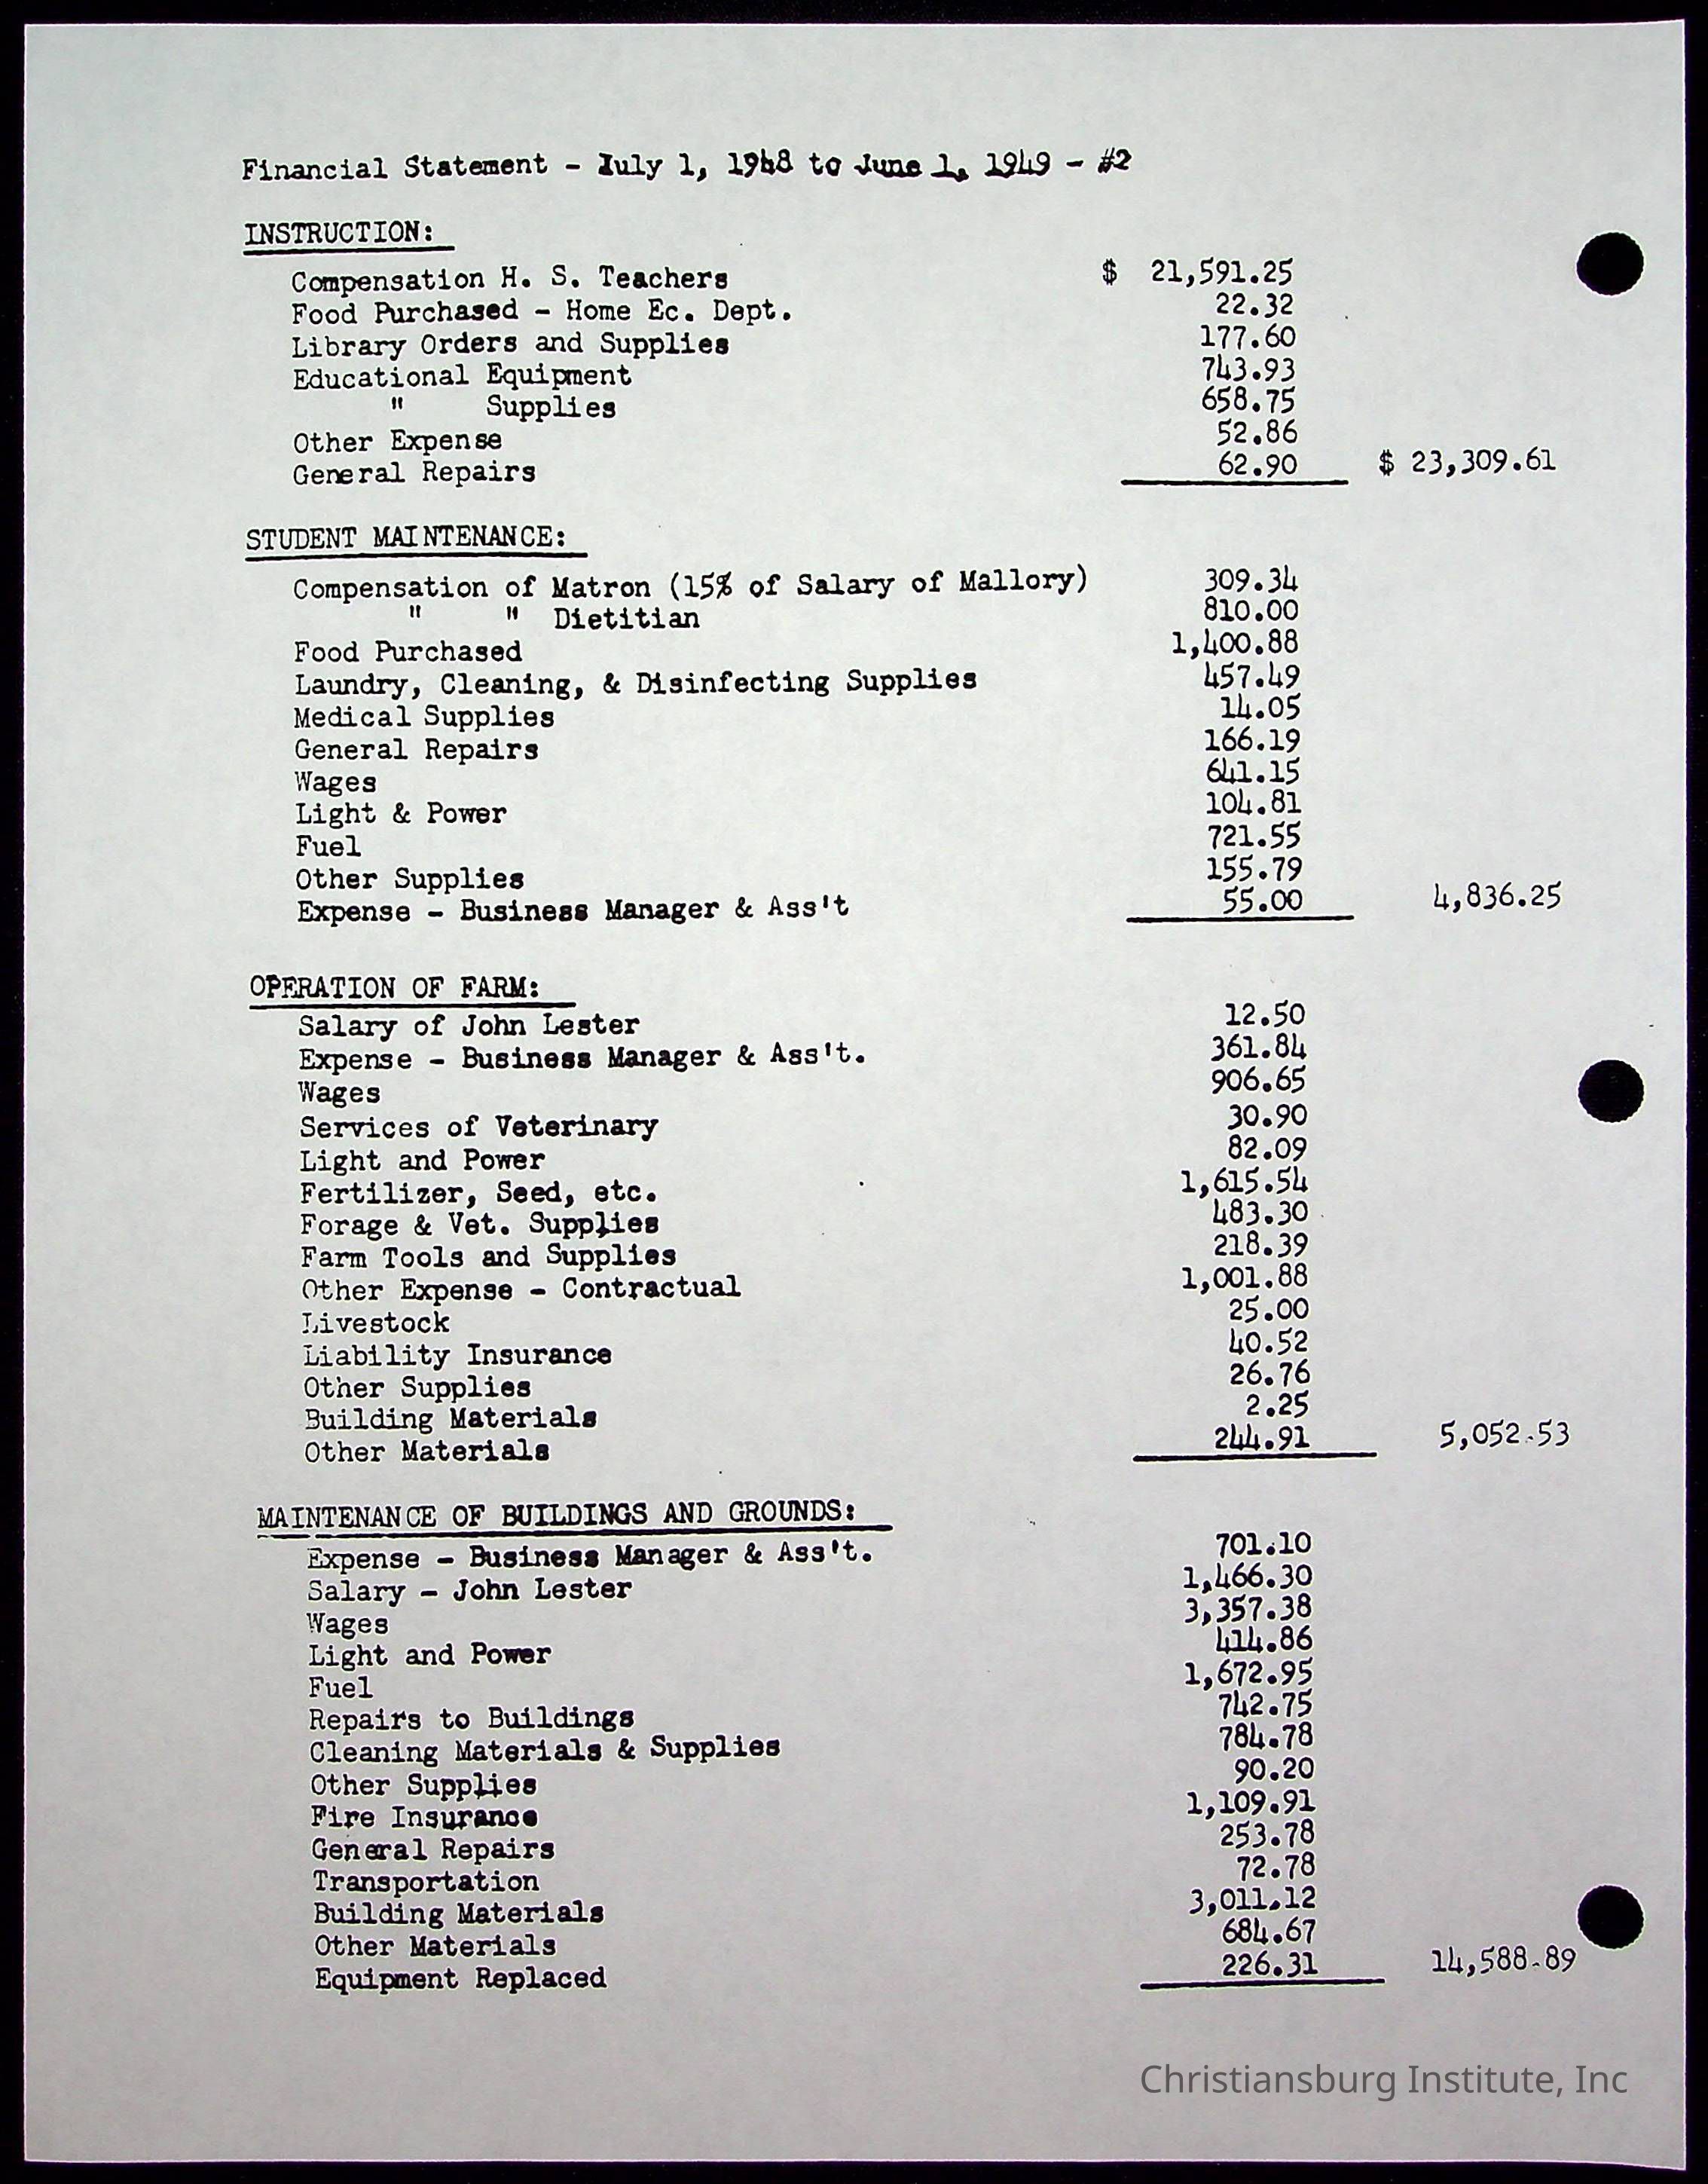 Financial Statement - July 1, 1948 to June 1, 1949 - #2
INSTRUCTION:
Compensation H. S. Teachers $ 21,591.25
Food Purchased - Home Ec. Dept. 22.32
Library Orders and Supplies 177.60
Educational Equipment 743.93
" Supplies 658.75
Other Expense 52.86
General Repairs 62.90 $ 23,309.61
STUDENT MAINTENANCE:
Compensation of Matron (15% of Salary of Mallory) 309.34
" " Dietitian 810.00
Food Purchased 1,400.88
Laundry, Cleaning, & Disinfecting Supplies 457.49
Medical Supplies 14.05
General Repairs 166.19
Wages 641.15
Light & Power 104.81
Fuel 721.55
Other Supplies 155.79
Expense - Business Manager & Ass't 55.00 4,836.25
OPERATION OF FARM:
Salary of John Lester 12.50
Expense - Business Manager & Ass't. 361.84
Wages 906.65
Services of Veterinary 30.90
Light and Power 82.09
Fertilizer, Seed, etc. 1,615.54
Forage & Vet. Supplies 483.30
Farm Tools and Supplies 218.39
Other Expense - Contractual 1,001.88
Livestock 25.00
Liability Insurance 40.52
Other Supplies 26.76
Building Materials 2.25
Other Materials 244.91 5,052.53
MAINTENANCE OF BUILDINGS AND GROUNDS:
Expense - Business Manager & Ass't. 701.10
Salary - John Lester 1,466.30
Wages 3,357.38
Light and Power 414.86
Fuel 1,672.95
Repairs to Buildings 742.75
Cleaning Materials & Supplies 784.78
Other Supplies 90.20
Fire Insurance 1,109.91
General Repairs 253.78
Transportation 72.78
Building Materials 3,011.12
Other Materials 684.67
Equipment Replaced 226.31 14,588.89
Christiansburg Institute, Inc